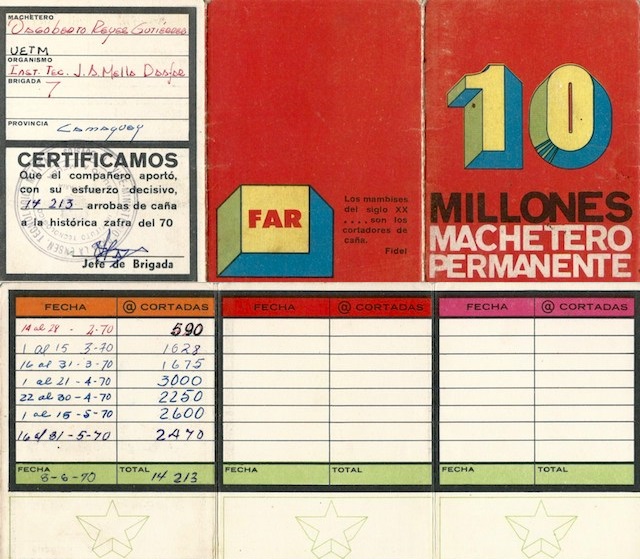 MACHETERO
Dagoberto Reyes Gutiérrez
UETM
ORGANISMO
Inst. Tec. J.A. Mella
BRIGADA
7
PROVINCIA
Camaguey
CERTIFICAMOS
Que el compañero aportó,
con su esfuerzo decisivo,
14 213 arrobas de caña
a la histórica zafra del 70
Jefe de Brigada
FAR
Los mambises
del siglo XX
....son los
cortadores de
caña.
Fidel
10
MILLONES
MACHETERO
PERMANENTE
FECHA @ CORTADAS
14 al 28 - 2-70 590
1 al 15 3-70 1628
16 al 31-3-70 1675
1 al 21-4-70 3000
22 al 30-4-70 2250
1 al 15-5-70 2600
16 al 31-5-70 2470
FECHA TOTAL
8-6-70 14 213
FECHA @ CORTADAS
FECHA TOTAL
FECHA @ CORTADAS
FECHA TOTAL